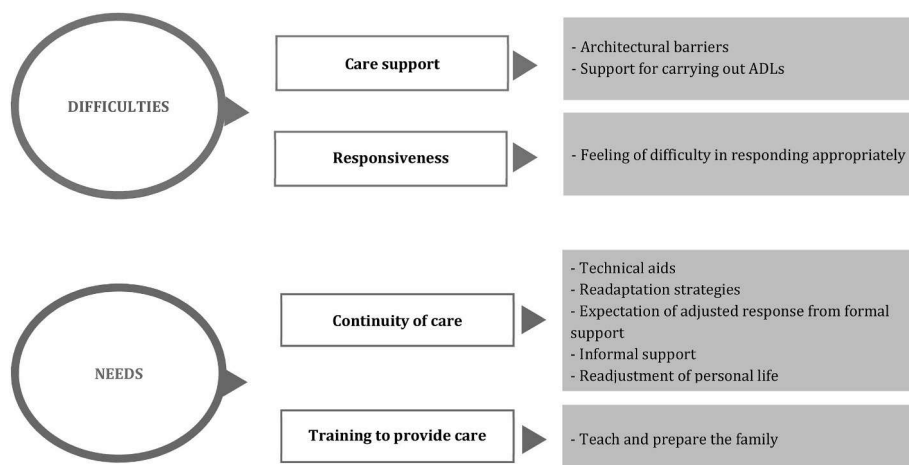 DIFFICULTIES
Care support
- Architectural barriers
- Support for carrying out ADLs
Responsiveness
- Feeling of difficulty in responding appropriately
NEEDS
Continuity of care
- Technical aids
- Readaptation strategies
- Expectation of adjusted response from formal
support
- Informal support
- Readjustment of personal life
Training to provide care
- Teach and prepare the family